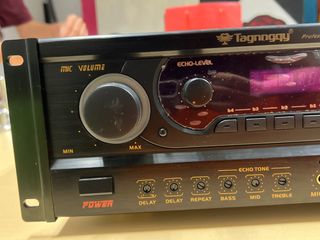 Tagnngqy
MIC VOLUME
ECHO-LEVEL
MIN
MAX
ECHO TONE
POWER
DELAY
DELAY
REPEAT
BASS
MID
TREBLE